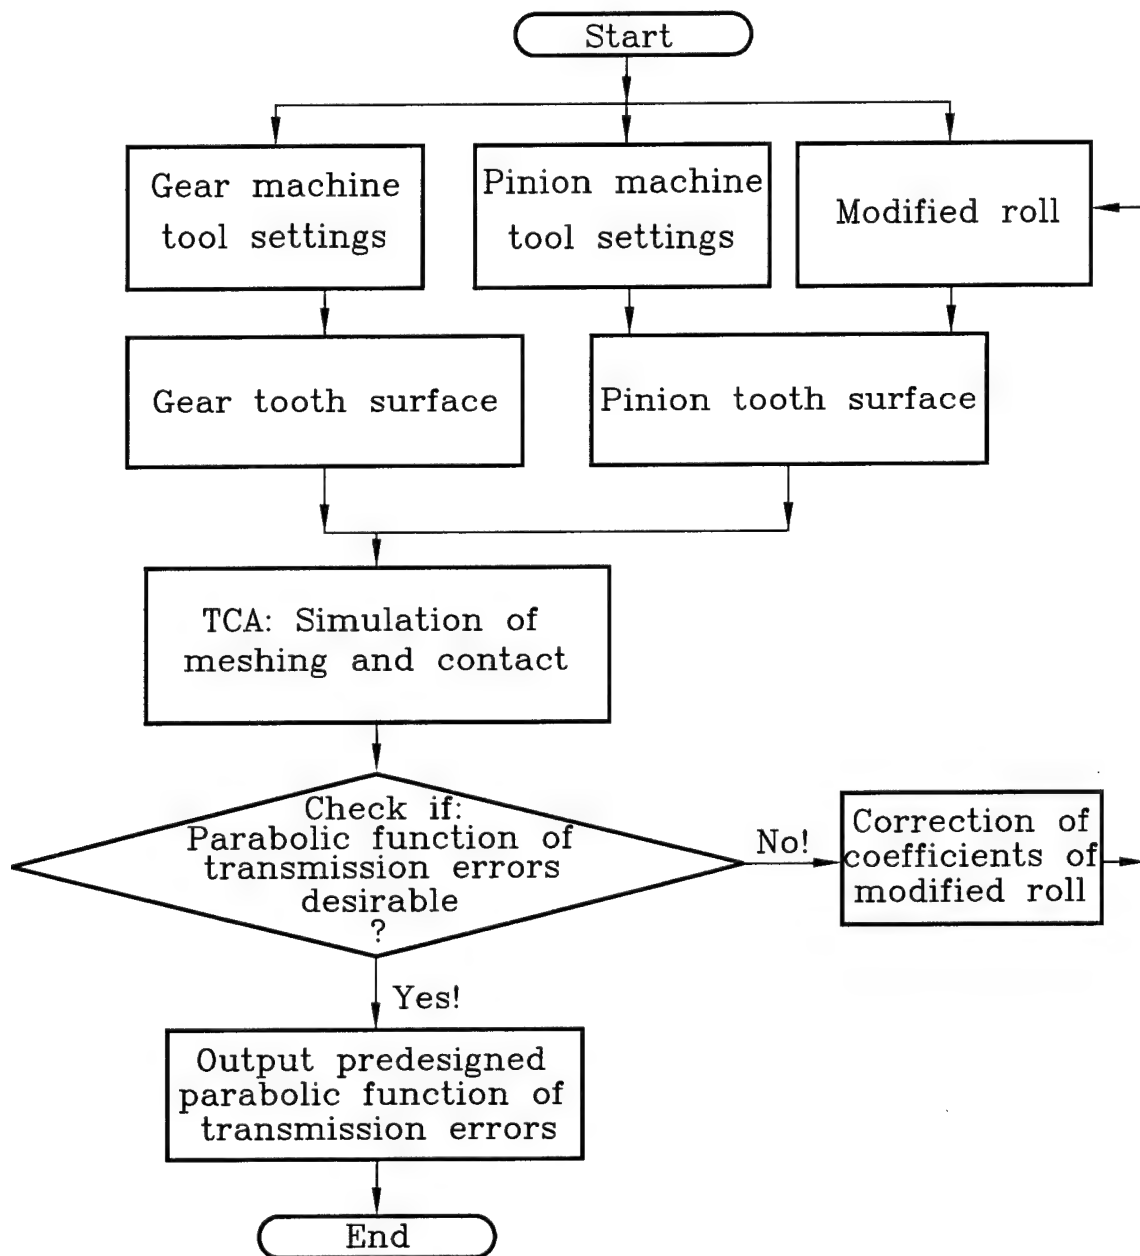 Start
Gear machine
tool settings
Pinion machine
tool settings
Modified roll
Gear tooth surface
Pinion tooth surface
TCA: Simulation of
meshing and contact
Check if:
Parabolic function of
transmission errors
desirable
?
No!
Correction of
coefficients of
modified roll
Yes!
Output predesigned
parabolic function of
transmission errors
End